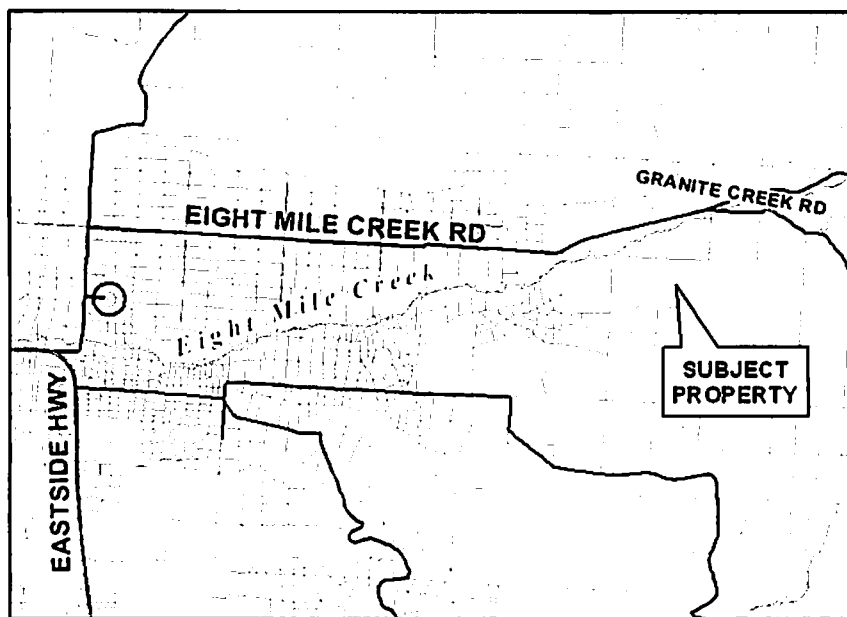 GRANITE CREEK RD
EIGHT MILE CREEK RD
Eight Mile Creek
SUBJECT
PROPERTY
EASTSIDE HWY